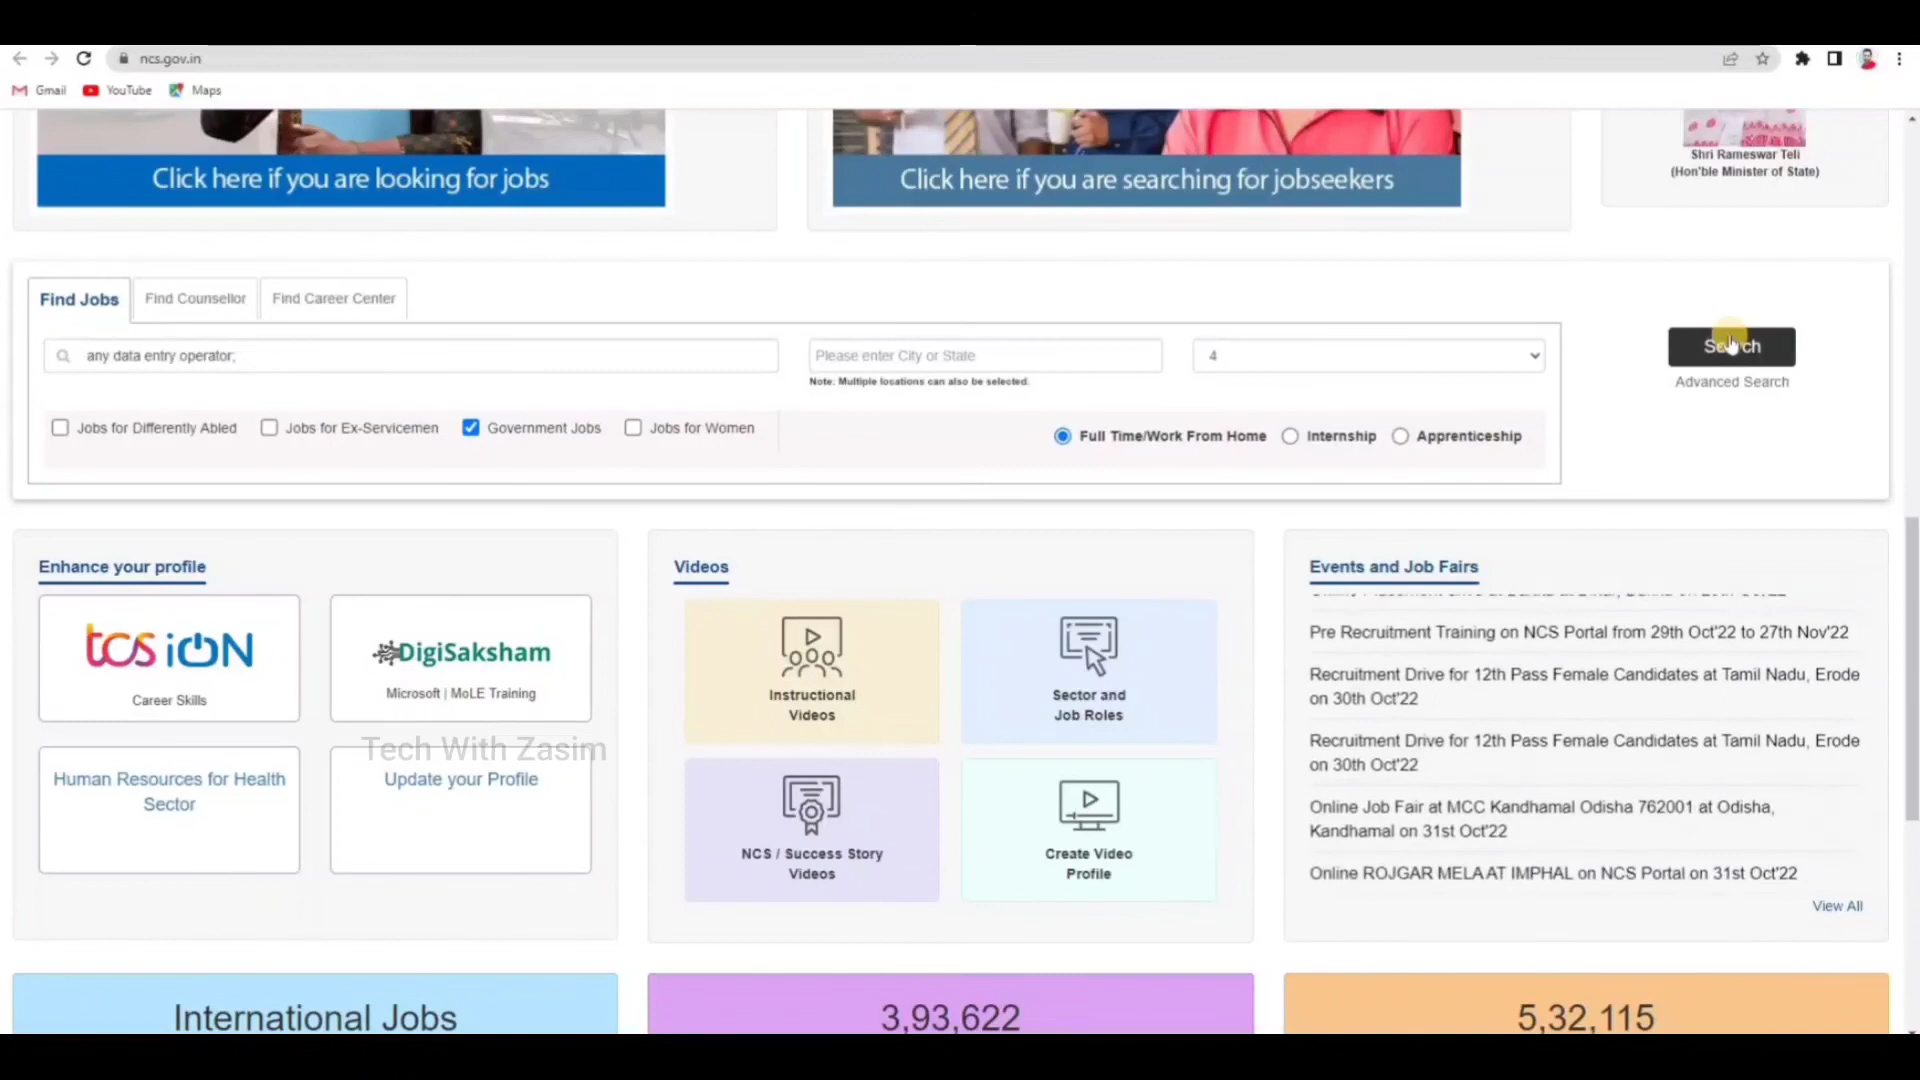 ncs.gov.in
Gmail YouTube Maps
Click here if you are looking for jobs
Click here if you are searching for jobseekers
Shri Rameswar Teli
(Hon'ble Minister of State)
Find Jobs Find Counsellor Find Career Center
any data entry operator;
Please enter City or State
4
Search
Note: Multiple locations can also be selected.
Advanced Search
Jobs for Differently Abled Jobs for Ex-Servicemen Government Jobs Jobs for Women
Full Time/Work From Home Internship Apprenticeship
Enhance your profile
tcs iON
Career Skills
DigiSaksham
Microsoft | MoLE Training
Tech With Zasim
Human Resources for Health
Sector
Update your Profile
Videos
Instructional
Videos
Sector and
Job Roles
NCS / Success Story
Videos
Create Video
Profile
Events and Job Fairs
Pre Recruitment Training on NCS Portal from 29th Oct'22 to 27th Nov'22
Recruitment Drive for 12th Pass Female Candidates at Tamil Nadu, Erode
on 30th Oct'22
Recruitment Drive for 12th Pass Female Candidates at Tamil Nadu, Erode
on 30th Oct'22
Online Job Fair at MCC Kandhamal Odisha 762001 at Odisha,
Kandhamal on 31st Oct'22
Online ROJGAR MELA AT IMPHAL on NCS Portal on 31st Oct'22
View All
International Jobs
3,93,622
5,32,115